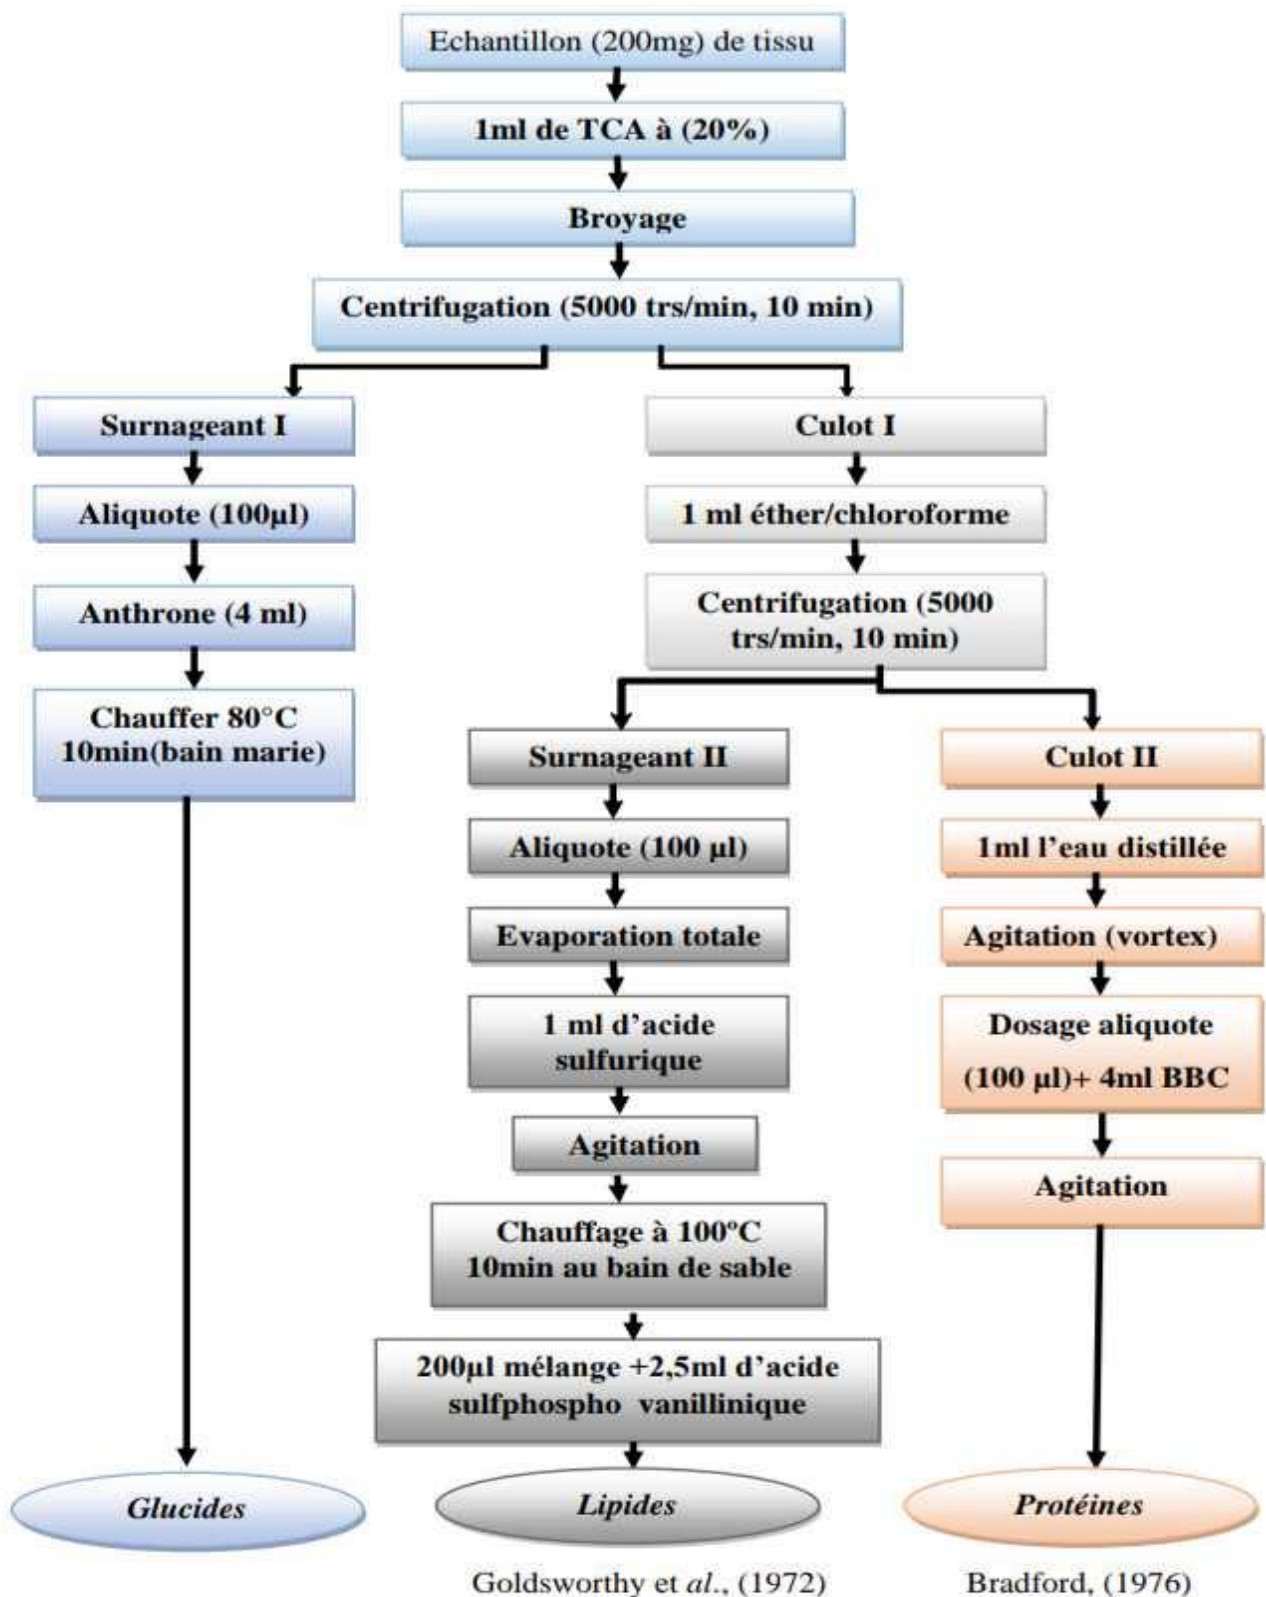 Echantillon (200mg) de tissu
1ml de TCA à (20%)
Broyage
Centrifugation (5000 trs/min, 10 min)
Surnageant I
Aliquote (100µl)
Anthrone (4 ml)
Chauffer 80°C
10min(bain marie)
Glucides
Culot I
1 ml éther/chloroforme
Centrifugation (5000
trs/min, 10 min)
Surnageant II
Aliquote (100 µl)
Evaporation totale
1 ml d’acide
sulfurique
Agitation
Chauffage à 100ºC
10min au bain de sable
200µl mélange +2,5ml d’acide
sulfphospho vanillinique
Lipides
Goldsworthy et al., (1972)
Culot II
1ml l’eau distillée
Agitation (vortex)
Dosage aliquote
(100 µl)+ 4ml BBC
Agitation
Protéines
Bradford, (1976)